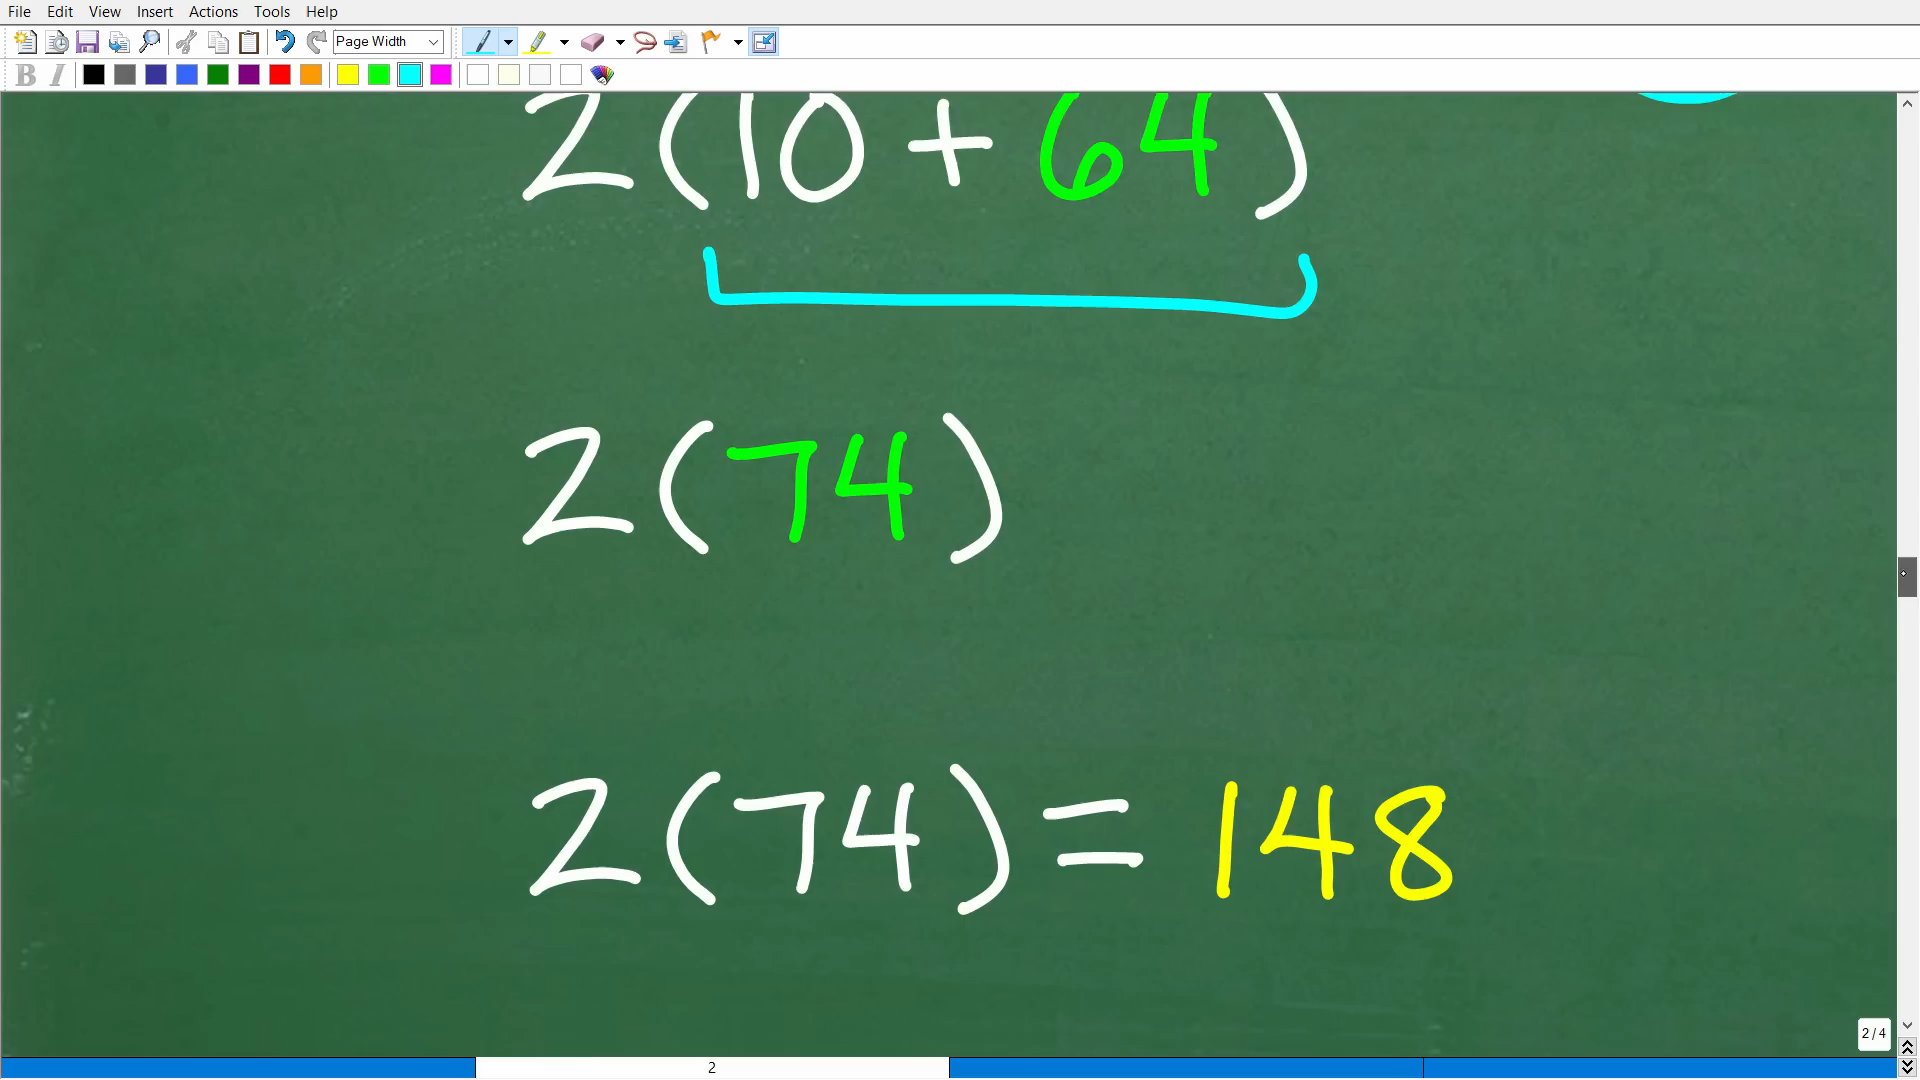 File Edit View Insert Actions Tools Help
Page Width
B I
2(10 + 64)
2(74)
2(74) = 148
2 / 4
2